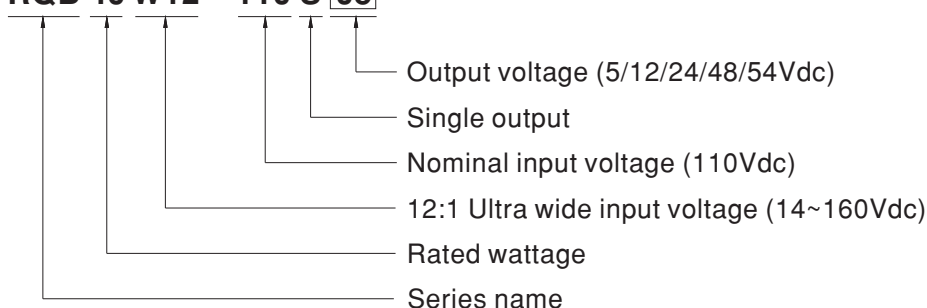 Output voltage (5/12/24/48/54Vdc)
Single output
Nominal input voltage (110Vdc)
12:1 Ultra wide input voltage (14~160Vdc)
Rated wattage
Series name